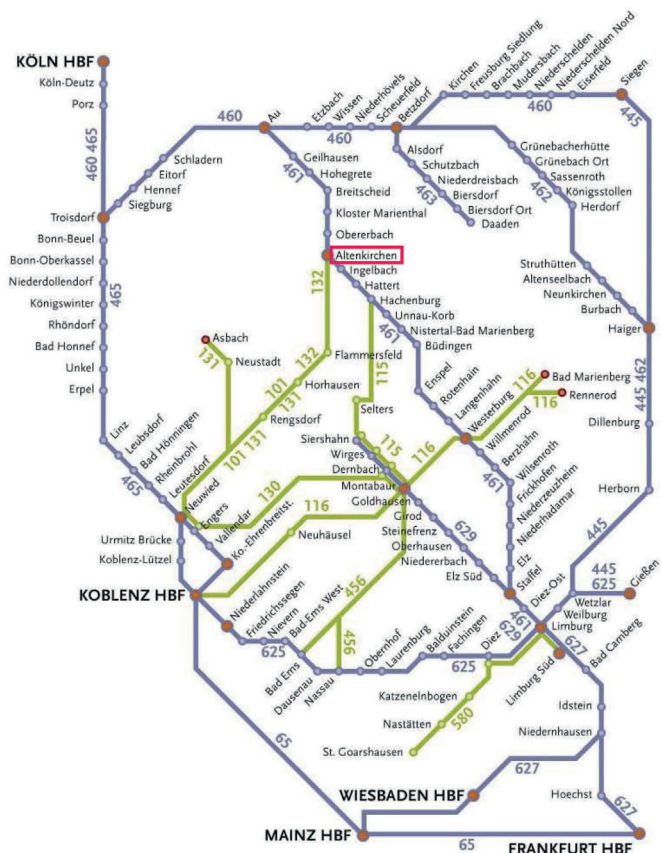 KÖLN HBF
Köln-Deutz
Porz
460 465
Troisdorf
Bonn-Beuel
Bonn-Oberkassel
Niederdollendorf
Königswinter
Rhöndorf
Bad Honnef
Unkel
Erpel
465
Linz
Leubsdorf
Bad Hönningen
Rheinbrohl
Leutesdorf
465
Neuwied
Engers
Vallendar
Ko.-Ehrenbreitst.
Urmitz Brücke
Koblenz-Lützel
KOBLENZ HBF
Siegburg
Hennef
Eitorf
Schladern
460
Au
Etzbach
Wissen
Niederhövels
Scheuerfeld
460
Betzdorf
Kirchen
Freusburg Siedlung
Brachbach
Mudersbach
Niederschelden
Niederschelden Nord
Eiserfeld
460
Siegen
445
Alsdorf
Schutzbach
Niederdreisbach
Biersdorf
Biersdorf Ort
Daaden
463
Grünebacherhütte
Grünebach Ort
Sassenroth
Königsstollen
Herdorf
462
Struthütten
Altenseelbach
Neunkirchen
Burbach
Haiger
445 462
Dillenburg
Herborn
445
445
625
Gießen
Wetzlar
Weilburg
Limburg
Geilhausen
Hohegrete
461
Breitscheid
Kloster Marienthal
Obererbach
Altenkirchen
Ingelbach
Hattert
Hachenburg
Unnau-Korb
461
Nistertal-Bad Marienberg
Büdingen
Enspel
Rotenhain
Langenhahn
Westerburg
Willmenrod
461
Berzhahn
Wilsenroth
Frickhofen
Niederzeuzheim
Niederhadamar
Elz
Staffel
Diez-Ost
461
629
132
Asbach
131
Neustadt
132
Flammersfeld
101
131
Horhausen
Rengsdorf
101 131
115
Selters
Siershahn
115
Wirges
Dernbach
Montabaur
116
116
Bad Marienberg
116
Rennerod
130
116
Neuhäusel
Goldhausen
Girod
Steinefrenz
Oberhausen
Niedererbach
Elz Süd
629
456
456
Niederlahnstein
Friedrichssegen
Nievern
Bad-Ems West
625
Bad Ems
Dausenau
Nassau
Obernhof
Laurenburg
Balduinstein
Fachingen
Diez
625
Limburg Süd
627
Bad Camberg
Idstein
Niedernhausen
627
Hoechst
627
Katzenelnbogen
Nastätten
580
St. Goarshausen
65
WIESBADEN HBF
MAINZ HBF
65
FRANKFURT HBF